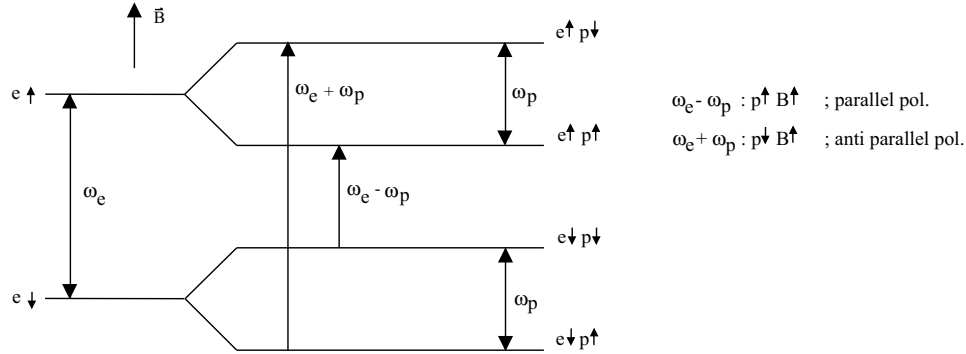 B⃗
e↑ p↓
e↑
ω_e + ω_p
ω_p
ω_e - ω_p : p↑ B↑ ; parallel pol.
e↑ p↑
ω_e + ω_p : p↓ B↑ ; anti parallel pol.
ω_e
ω_e - ω_p
e↓ p↓
e↓
ω_p
e↓ p↑